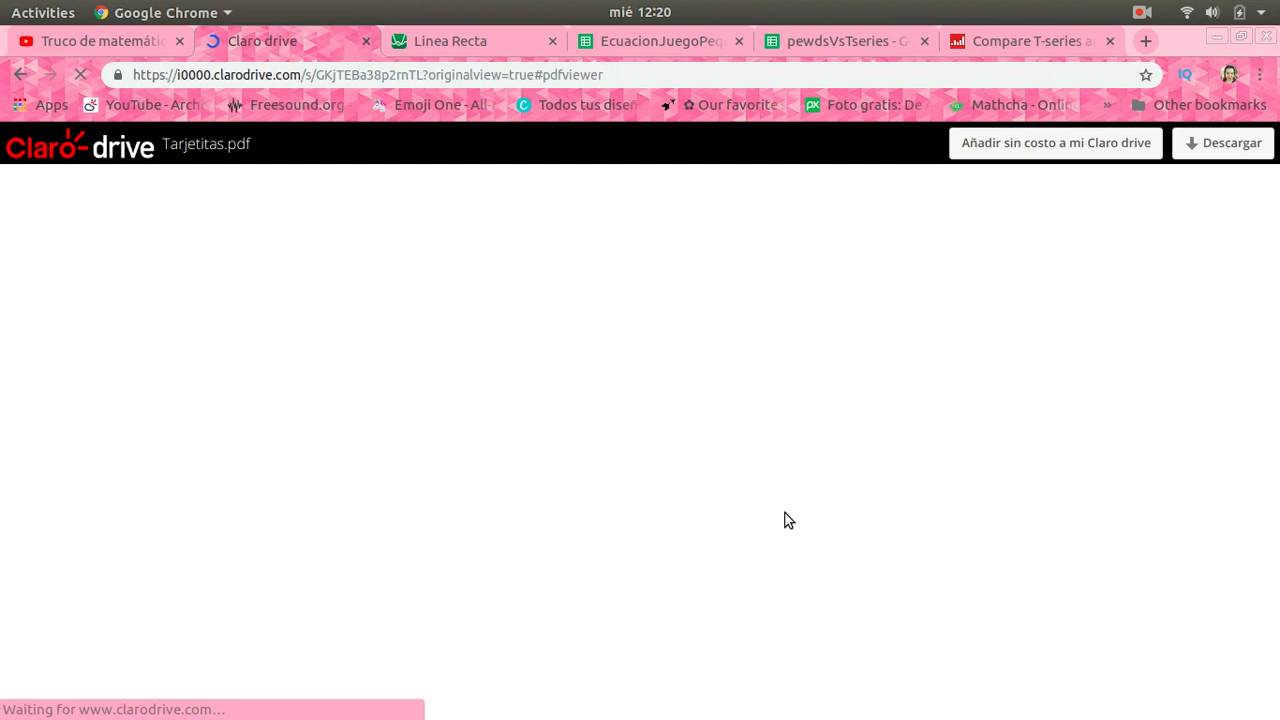 Activities Google Chrome mié 12:20
Truco de matemátic Claro drive Linea Recta EcuacionJuegoPeq pewdsVsTseries - G Compare T-series a
https://i0000.clarodrive.com/s/GKjTEBa38p2rnTL?originalview=true#pdfviewer IQ
Apps YouTube - Archi Freesound.org Emoji One - All- Todos tus diseñ ✿ Our favorite Foto gratis: De Mathcha - Onlin » Other bookmarks
Claro drive Tarjetitas.pdf Añadir sin costo a mi Claro drive Descargar
Waiting for www.clarodrive.com...